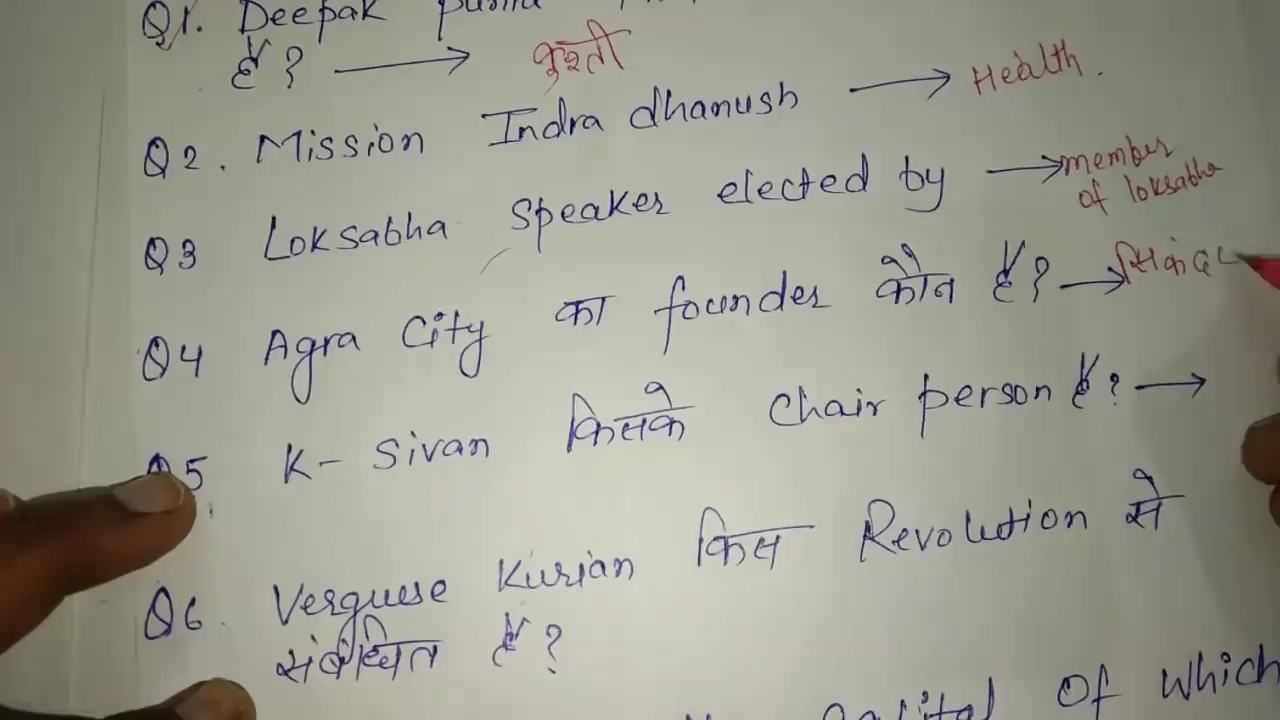 Q1. Deepak
हैं? → कुश्ती
Q2. Mission Indra dhanush → Health.
Q3 Loksabha speaker elected by → member of loksabha
Q4 Agra City का founder कौन हैं? →
Q5 K- Sivan किसके Chair person हैं? →
Q6. Verguese Kurian किस Revolution से
संबंधित हैं?
Of which